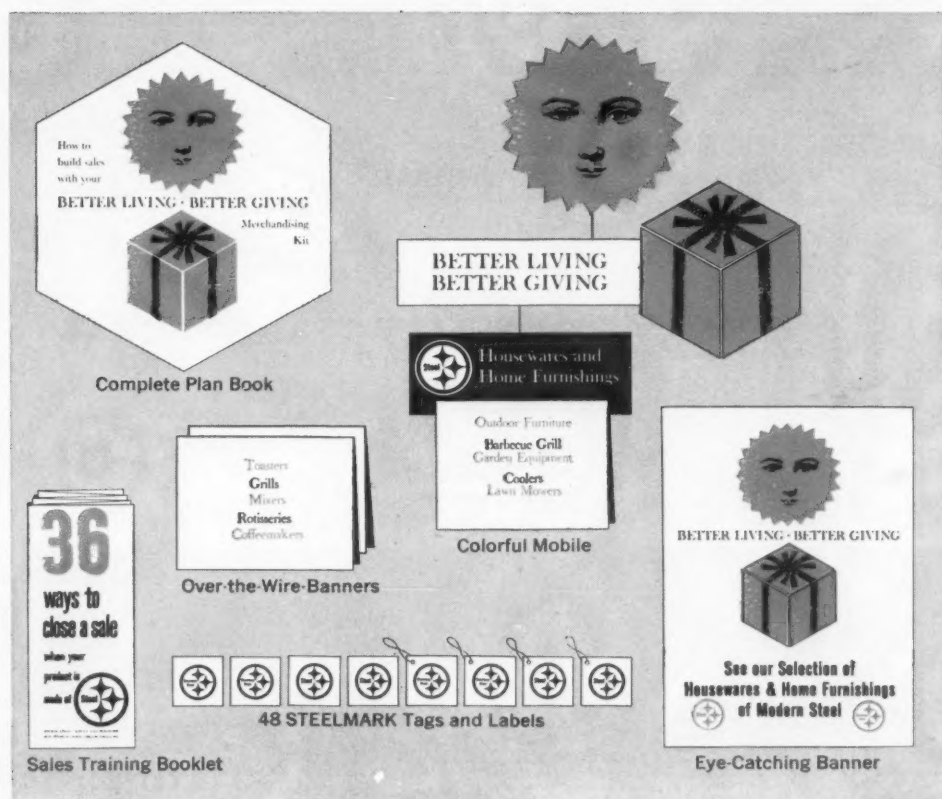 How to
build sales
with your
BETTER LIVING · BETTER GIVING
Merchandising
Kit
Complete Plan Book
BETTER LIVING
BETTER GIVING
Steel
Housewares and
Home Furnishings
Outdoor Furniture
Barbecue Grill
Garden Equipment
Coolers
Lawn Mowers
Colorful Mobile
Toasters
Grills
Mixers
Rotisseries
Coffeemakers
Over-the-Wire-Banners
36
ways to
close a sale
when your
product is
made of
Steel
Sales Training Booklet
48 STEELMARK Tags and Labels
BETTER LIVING · BETTER GIVING
See our Selection of
Housewares & Home Furnishings
of Modern Steel
Eye-Catching Banner